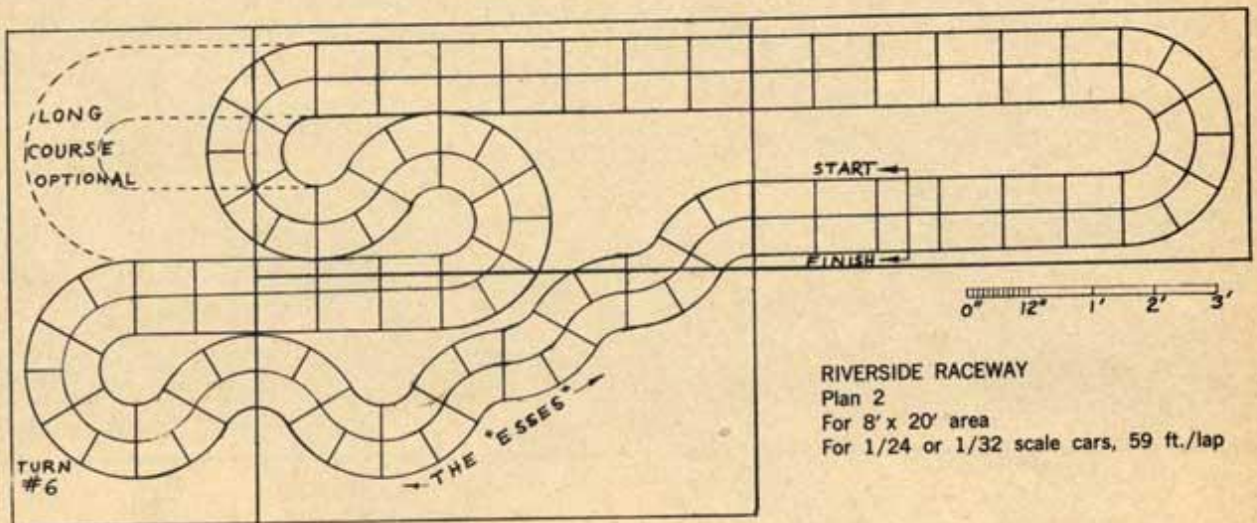 LONG
COURSE
OPTIONAL
START
FINISH
0" 12" 1' 2' 3'
RIVERSIDE RACEWAY
Plan 2
For 8' x 20' area
For 1/24 or 1/32 scale cars, 59 ft./lap
THE "ESSES"
TURN
#6